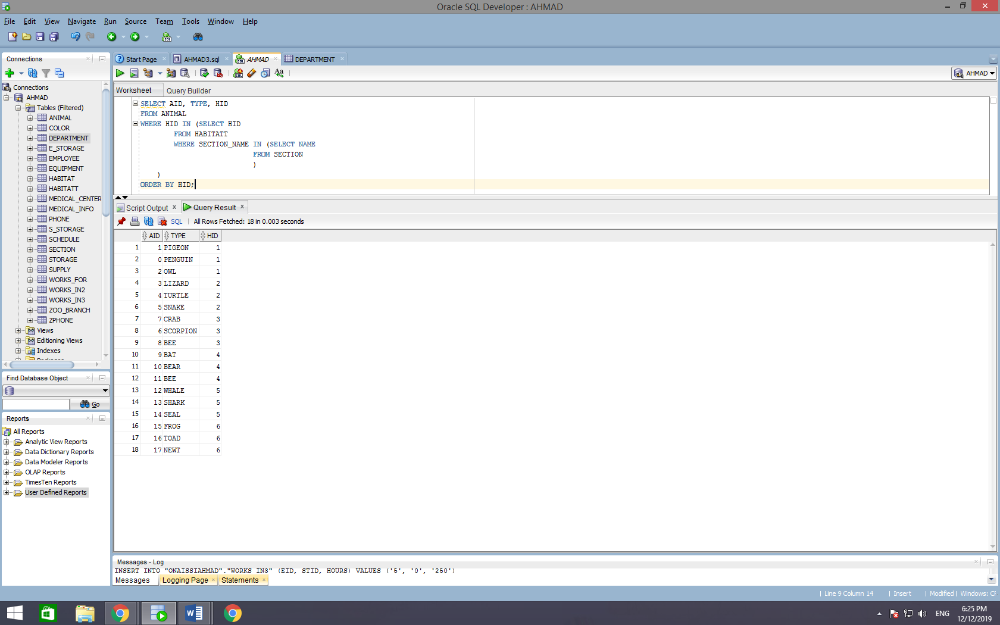 Oracle SQL Developer : AHMAD
File Edit View Navigate Run Source Team Tools Window Help
Connections
Start Page AHMAD3.sql AHMAD DEPARTMENT
AHMAD
Worksheet Query Builder
Connections
AHMAD
Tables (Filtered)
ANIMAL
COLOR
DEPARTMENT
E_STORAGE
EMPLOYEE
EQUIPMENT
HABITAT
HABITATT
MEDICAL_CENTER
MEDICAL_INFO
PHONE
S_STORAGE
SCHEDULE
SECTION
STORAGE
SUPPLY
WORKS_FOR
WORKS_IN2
WORKS_IN3
ZOO_BRANCH
ZPHONE
Views
Editioning Views
Indexes
Find Database Object
Go
Reports
All Reports
Analytic View Reports
Data Dictionary Reports
Data Modeler Reports
OLAP Reports
TimesTen Reports
User Defined Reports
SELECT AID, TYPE, HID
FROM ANIMAL
WHERE HID IN (SELECT HID
FROM HABITATT
WHERE SECTION_NAME IN (SELECT NAME
FROM SECTION
)
)
ORDER BY HID;
Script Output x Query Result x
SQL | All Rows Fetched: 18 in 0.003 seconds
AID TYPE HID
1 1 PIGEON 1
2 0 PENGUIN 1
3 2 OWL 1
4 3 LIZARD 2
5 4 TURTLE 2
6 5 SNAKE 2
7 7 CRAB 3
8 6 SCORPION 3
9 8 BEE 3
10 9 BAT 4
11 10 BEAR 4
12 11 BEE 4
13 12 WHALE 5
14 13 SHARK 5
15 14 SEAL 5
16 15 FROG 6
17 16 TOAD 6
18 17 NEWT 6
Messages - Log
INSERT INTO "ONAISSIAHMAD"."WORKS_IN3" (EID, STID, HOURS) VALUES ('5', '0', '250')
Messages Logging Page Statements
| Line 9 Column 14 | Insert | Modified | Windows: CF
ENG
6:25 PM
12/12/2019